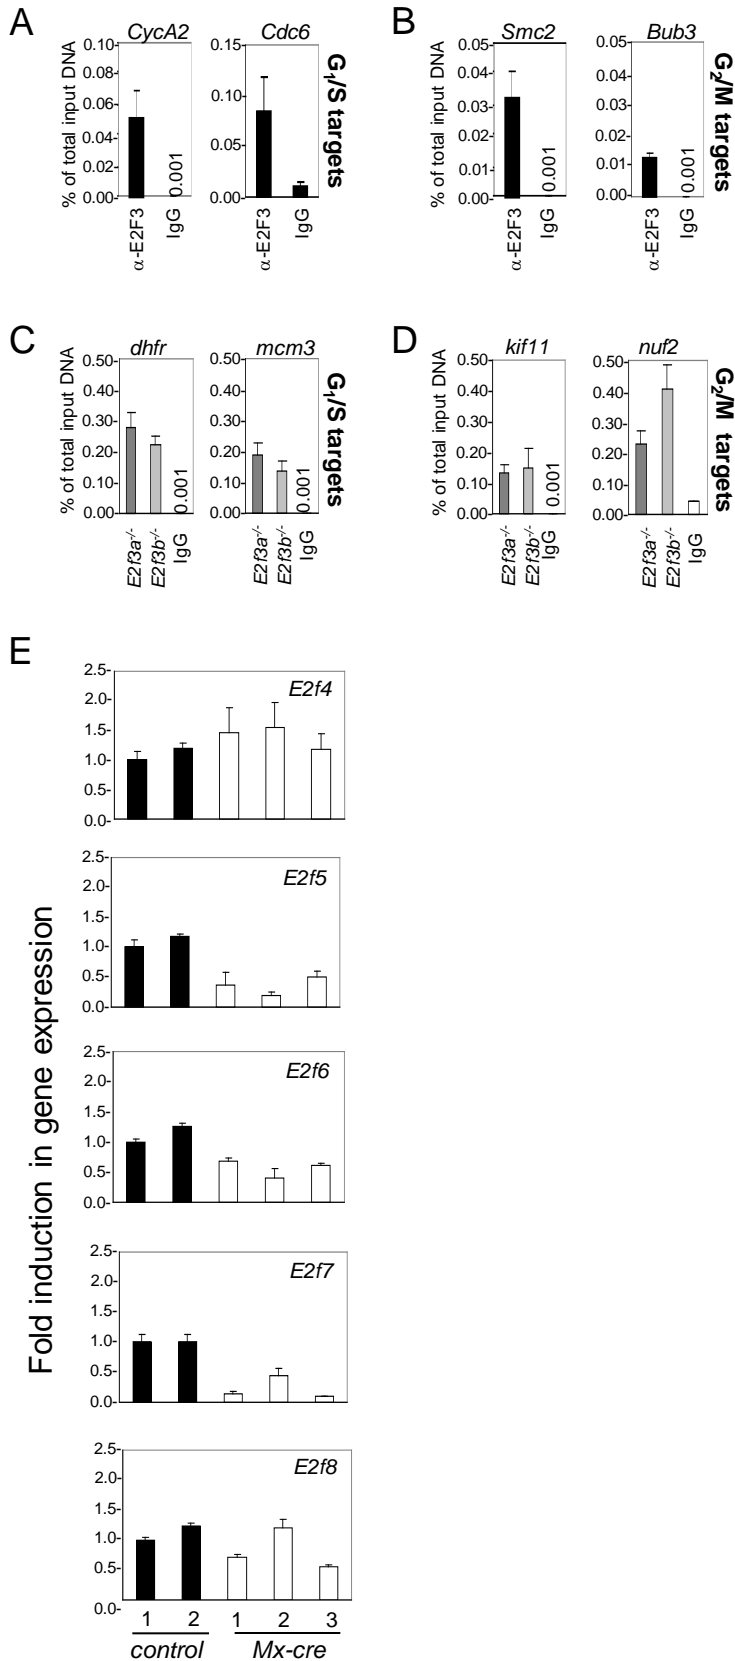 A
CycA2
Cdc6
% of total input DNA
0.10
0.08
0.06
0.04
0.02
0.00
0.001
α-E2F3
IgG
0.15
0.10
0.05
0.00
α-E2F3
IgG
G1/S targets
B
Smc2
Bub3
% of total input DNA
0.05
0.04
0.03
0.02
0.01
0.00
0.001
α-E2F3
IgG
0.05
0.04
0.03
0.02
0.01
0.00
0.001
α-E2F3
IgG
G2/M targets
C
dhfr
mcm3
% of total input DNA
0.50
0.40
0.30
0.20
0.10
0.00
0.001
E2f3a-/-
E2f3b-/-
IgG
0.50
0.40
0.30
0.20
0.10
0.00
0.001
E2f3a-/-
E2f3b-/-
IgG
G1/S targets
D
kif11
nuf2
% of total input DNA
0.50
0.40
0.30
0.20
0.10
0.00
0.001
E2f3a-/-
E2f3b-/-
IgG
0.50
0.40
0.30
0.20
0.10
0.00
E2f3a-/-
E2f3b-/-
IgG
G2/M targets
E
Fold induction in gene expression
E2f4
2.5-
2.0-
1.5-
1.0-
0.5-
0.0-
E2f5
2.5-
2.0-
1.5-
1.0-
0.5-
0.0-
E2f6
2.5-
2.0-
1.5-
1.0-
0.5-
0.0-
E2f7
2.5-
2.0-
1.5-
1.0-
0.5-
0.0-
E2f8
2.5-
2.0-
1.5-
1.0-
0.5-
0.0-
1 2 1 2 3
control Mx-cre